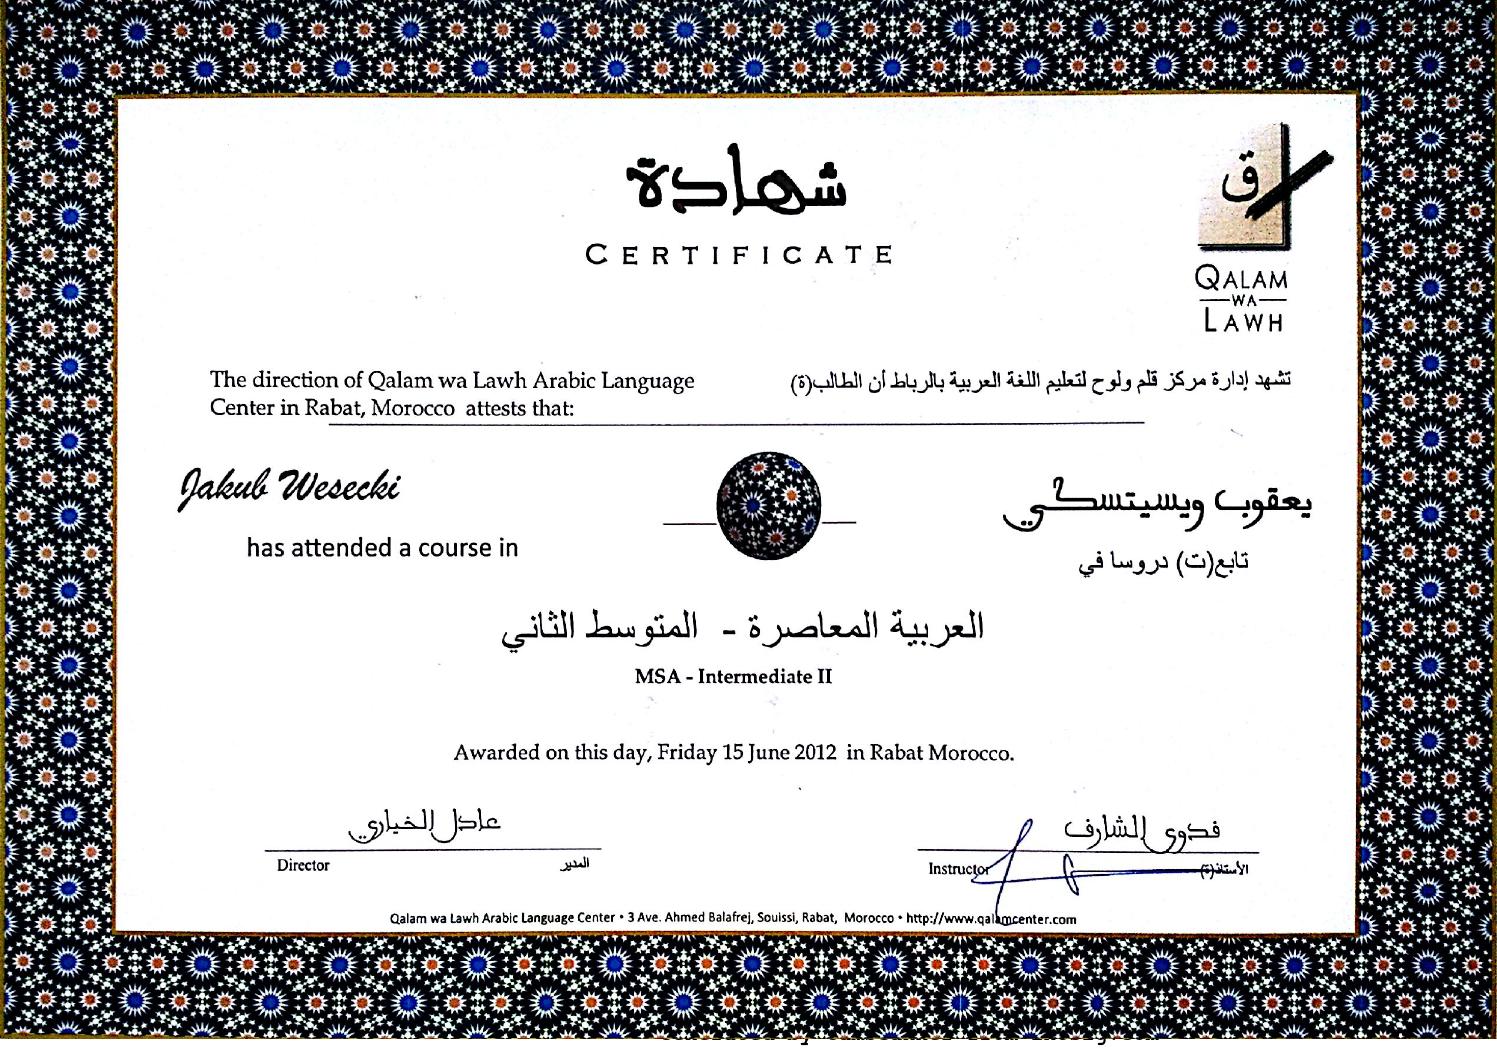 شهادة
CERTIFICATE
ق
QALAM
WA
LAWH
The direction of Qalam wa Lawh Arabic Language
Center in Rabat, Morocco attests that:
تشهد إدارة مركز قلم ولوح لتعليم اللغة العربية بالرباط أن الطالب(ة)
Jakub Wesecki
has attended a course in
يعقوب ويسيتسكي
تابع(ت) دروسا في
العربية المعاصرة - المتوسط الثاني
MSA - Intermediate II
Awarded on this day, Friday 15 June 2012 in Rabat Morocco.
عادل الخياري
Director
المدير
فدوى الشارف
Instructor
الأستاذ(ة)
Qalam wa Lawh Arabic Language Center • 3 Ave. Ahmed Balafrej, Souissi, Rabat, Morocco • http://www.qalamcenter.com